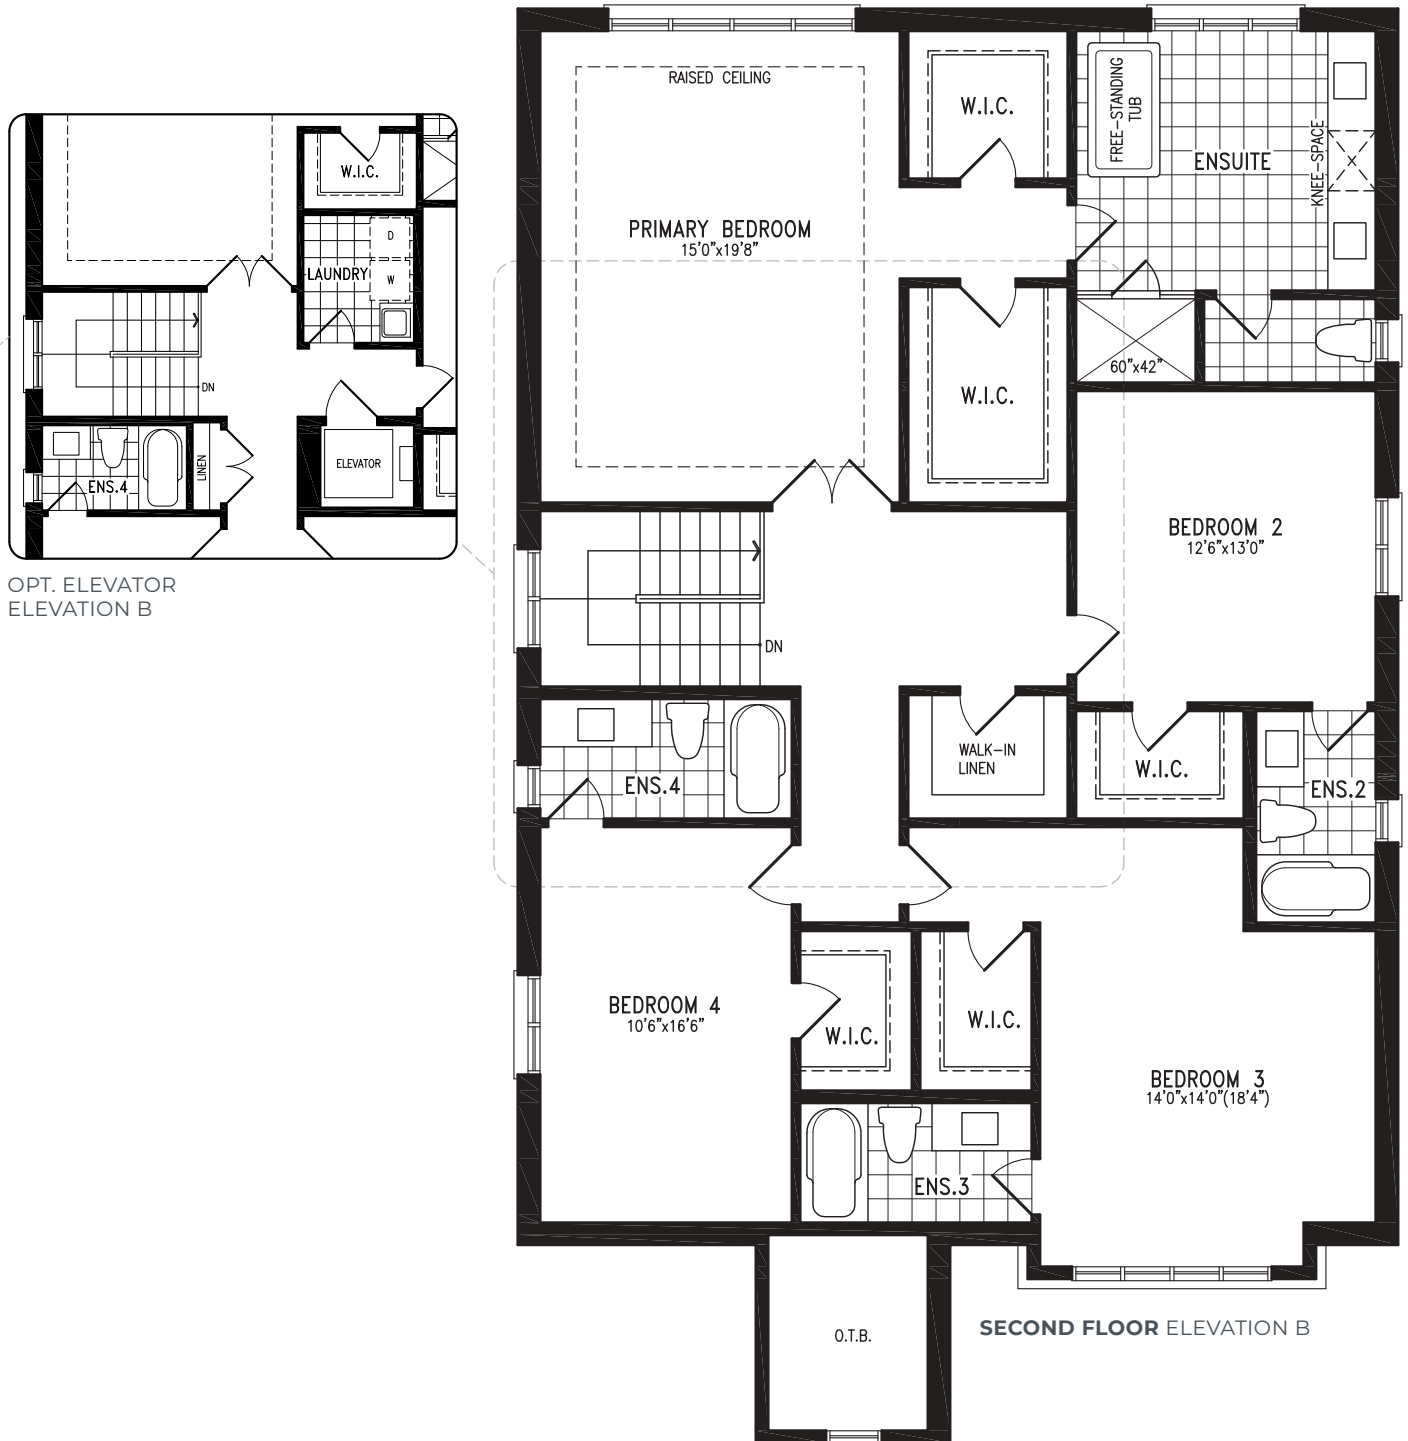 RAISED CEILING
W.I.C.
FREE-STANDING
TUB
ENSUITE
KNEE-SPACE
PRIMARY BEDROOM
15'0"x19'8"
W.I.C.
60"x42"
BEDROOM 2
12'6"x13'0"
DN
WALK-IN
LINEN
W.I.C.
ENS.2
ENS.4
BEDROOM 4
10'6"x16'6"
W.I.C.
W.I.C.
BEDROOM 3
14'0"x14'0"(18'4")
ENS.3
O.T.B.
SECOND FLOOR ELEVATION B
W.I.C.
D
LAUNDRY
W
DN
LINEN
ELEVATOR
ENS.4
OPT. ELEVATOR
ELEVATION B